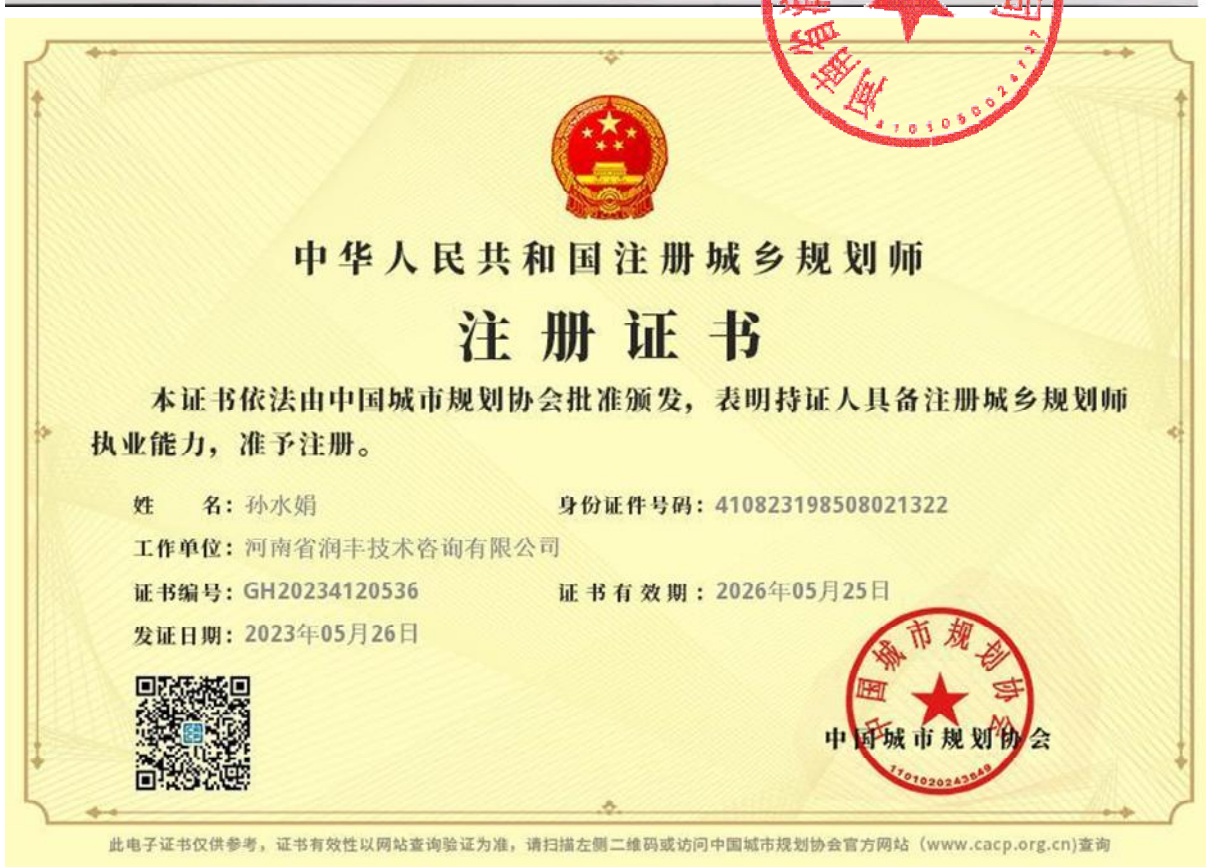 河南省
4101050024727
中华人民共和国注册城乡规划师
注册证书
本证书依法由中国城市规划协会批准颁发，表明持证人具备注册城乡规划师
执业能力，准予注册。
姓 名：孙水娟
身份证件号码：410823198508021322
工作单位：河南省润丰技术咨询有限公司
证书编号：GH20234120536
证书有效期：2026年05月25日
发证日期：2023年05月26日
中国城市规划协会
中国城市规划协会
1101020243849
此电子证书仅供参考，证书有效性以网站查询验证为准，请扫描左侧二维码或访问中国城市规划协会官方网站（www.cacp.org.cn)查询